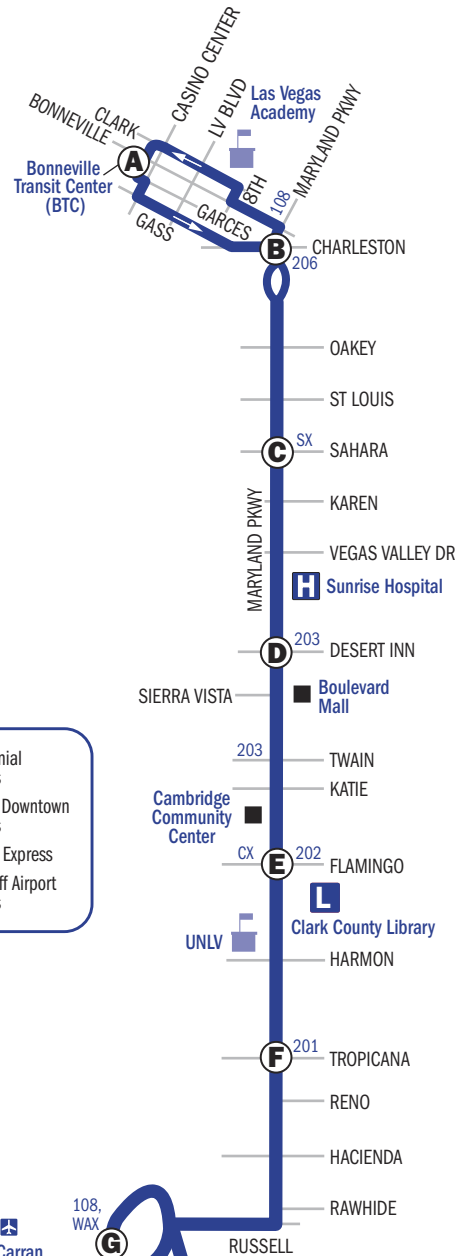 CASINO CENTER
LV BLVD
CLARK
BONNEVILLE
Las Vegas
Academy
MARYLAND PKWY
A
Bonneville
Transit Center
(BTC)
8TH
108
GARCES
GASS
B
CHARLESTON
206
OAKEY
ST LOUIS
C
SX
SAHARA
KAREN
MARYLAND PKWY
VEGAS VALLEY DR
H
Sunrise Hospital
D
203
DESERT INN
SIERRA VISTA
Boulevard
Mall
203
TWAIN
KATIE
Downtown
Express
Airport
Cambridge
Community
Center
CX
E
202
FLAMINGO
L
Clark County Library
UNLV
HARMON
F
201
TROPICANA
RENO
HACIENDA
108,
WAX
RAWHIDE
G
RUSSELL
Carran